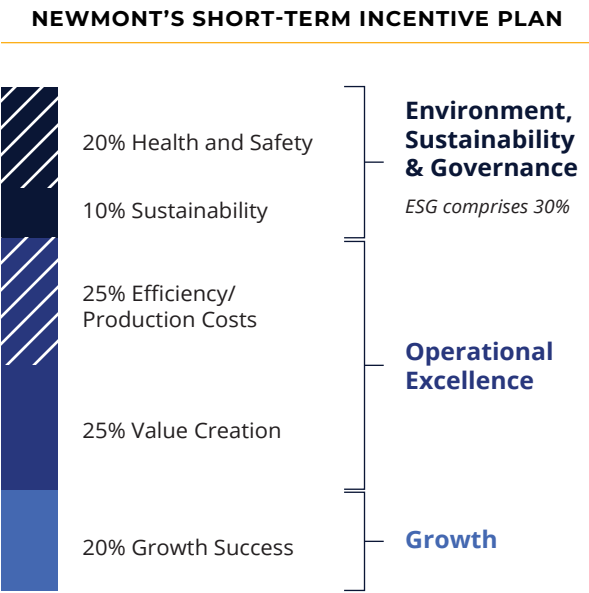 NEWMONT’S SHORT-TERM INCENTIVE PLAN
20% Health and Safety
10% Sustainability
Environment,
Sustainability
& Governance
ESG comprises 30%
25% Efficiency/
Production Costs
25% Value Creation
Operational
Excellence
20% Growth Success
Growth